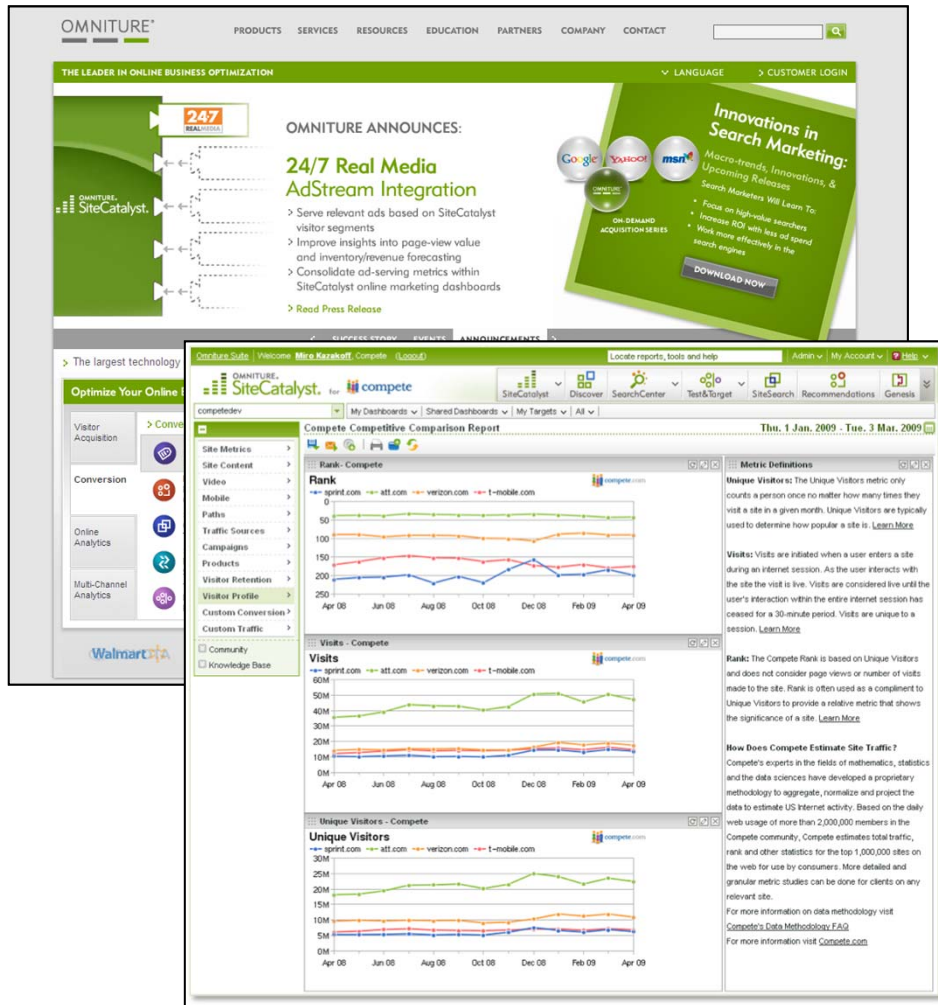 OMNITURE®
PRODUCTS SERVICES RESOURCES EDUCATION PARTNERS COMPANY CONTACT
THE LEADER IN ONLINE BUSINESS OPTIMIZATION
LANGUAGE > CUSTOMER LOGIN
24/7
REALMEDIA
OMNITURE.
SiteCatalyst.
OMNITURE ANNOUNCES:
24/7 Real Media
AdStream Integration
> Serve relevant ads based on SiteCatalyst
visitor segments
> Improve insights into page-view value
and inventory/revenue forecasting
> Consolidate ad-serving metrics within
SiteCatalyst online marketing dashboards
> Read Press Release
Google YAHOO! msn
OMNITURE
ON-DEMAND
ACQUISITION SERIES
Innovations in
Search Marketing:
Macro-trends, Innovations, &
Upcoming Releases
Search Marketers Will Learn To:
• Focus on high-value searchers
• Increase ROI with less ad spend
• Work more effectively in the
search engines
DOWNLOAD NOW
SUCCESS STORY EVENTS ANNOUNCEMENTS
> The largest technology
Optimize Your Online
Visitor
Acquisition
> Conve
Conversion
Online
Analytics
Multi-Channel
Analytics
Walmart
Omniture Suite Welcome Miro Kazakoff, Compete (Logout)
Locate reports, tools and help
Admin My Account Help
OMNITURE.
SiteCatalyst. for compete
SiteCatalyst Discover SearchCenter Test&Target SiteSearch Recommendations Genesis
competedev
My Dashboards Shared Dashboards My Targets All
Compete Competitive Comparison Report
Thu. 1 Jan. 2009 - Tue. 3 Mar. 2009
Site Metrics
Site Content
Video
Mobile
Paths
Traffic Sources
Campaigns
Products
Visitor Retention
Visitor Profile
Custom Conversion
Custom Traffic
Community
Knowledge Base
Rank- Compete
Rank
compete.com
sprint.com att.com verizon.com t-mobile.com
0
50
100
150
200
250
Apr 08 Jun 08 Aug 08 Oct 08 Dec 08 Feb 09 Apr 09
Visits - Compete
Visits
compete.com
sprint.com att.com verizon.com t-mobile.com
60M
50M
40M
30M
20M
10M
0M
Apr 08 Jun 08 Aug 08 Oct 08 Dec 08 Feb 09 Apr 09
Unique Visitors - Compete
Unique Visitors
compete.com
sprint.com att.com verizon.com t-mobile.com
30M
25M
20M
15M
10M
5M
0M
Apr 08 Jun 08 Aug 08 Oct 08 Dec 08 Feb 09 Apr 09
Metric Definitions
Unique Visitors: The Unique Visitors metric only
counts a person once no matter how many times they
visit a site in a given month. Unique Visitors are typically
used to determine how popular a site is. Learn More
Visits: Visits are initiated when a user enters a site
during an internet session. As the user interacts with
the site the visit is live. Visits are considered live until the
user's interaction within the entire internet session has
ceased for a 30-minute period. Visits are unique to a
session. Learn More
Rank: The Compete Rank is based on Unique Visitors
and does not consider page views or number of visits
made to the site. Rank is often used as a compliment to
Unique Visitors to provide a relative metric that shows
the significance of a site. Learn More
How Does Compete Estimate Site Traffic?
Compete's experts in the fields of mathematics, statistics
and the data sciences have developed a proprietary
methodology to aggregate, normalize and project the
data to estimate US Internet activity. Based on the daily
web usage of more than 2,000,000 members in the
Compete community, Compete estimates total traffic,
rank and other statistics for the top 1,000,000 sites on
the web for use by consumers. More detailed and
granular metric studies can be done for clients on any
relevant site.
For more information on data methodology visit
Compete's Data Methodology FAQ
For more information visit Compete.com